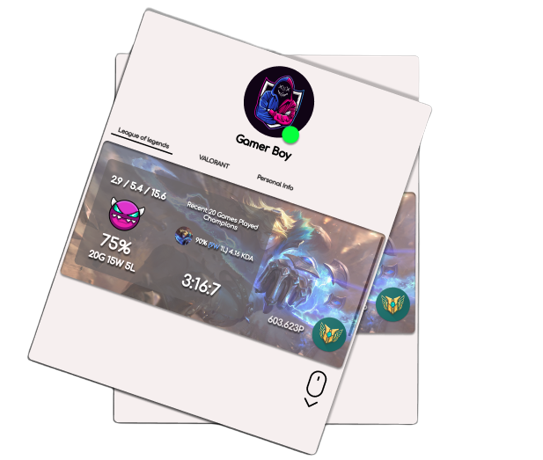 Gamer Boy
League of legends
VALORANT
Personal Info
2.9 / 5.4 / 15.6
75%
20G 15W 5L
Recent 20 Games Played
Champions
90% (9W 1L) 4.16 KDA
3:16:7
603.623P